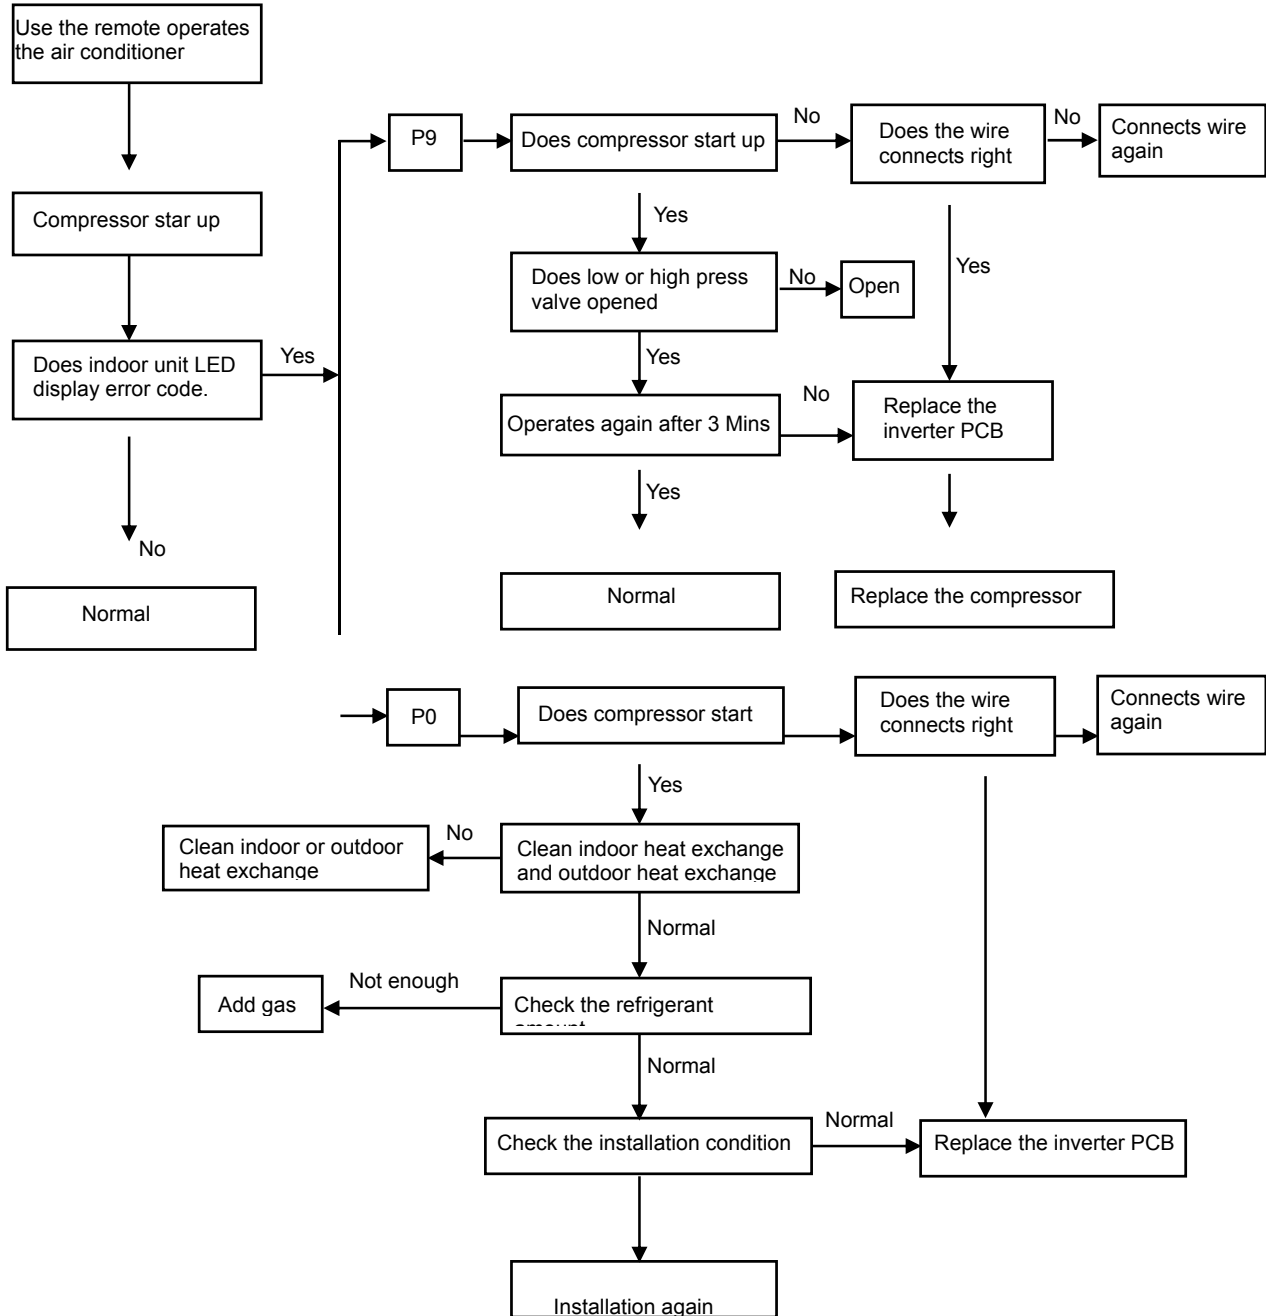 Use the remote operates
the air conditioner
Compressor star up
Does indoor unit LED
display error code.
Yes
No
Normal
P9
Does compressor start up
No
Does the wire
connects right
No
Connects wire
again
Yes
Does low or high press
valve opened
No
Open
Yes
Yes
Operates again after 3 Mins
No
Replace the
inverter PCB
Yes
Normal
Replace the compressor
P0
Does compressor start
Does the wire
connects right
Connects wire
again
Yes
Clean indoor or outdoor
heat exchange
No
Clean indoor heat exchange
and outdoor heat exchange
Normal
Add gas
Not enough
Check the refrigerant
amount
Normal
Check the installation condition
Normal
Replace the inverter PCB
Installation again